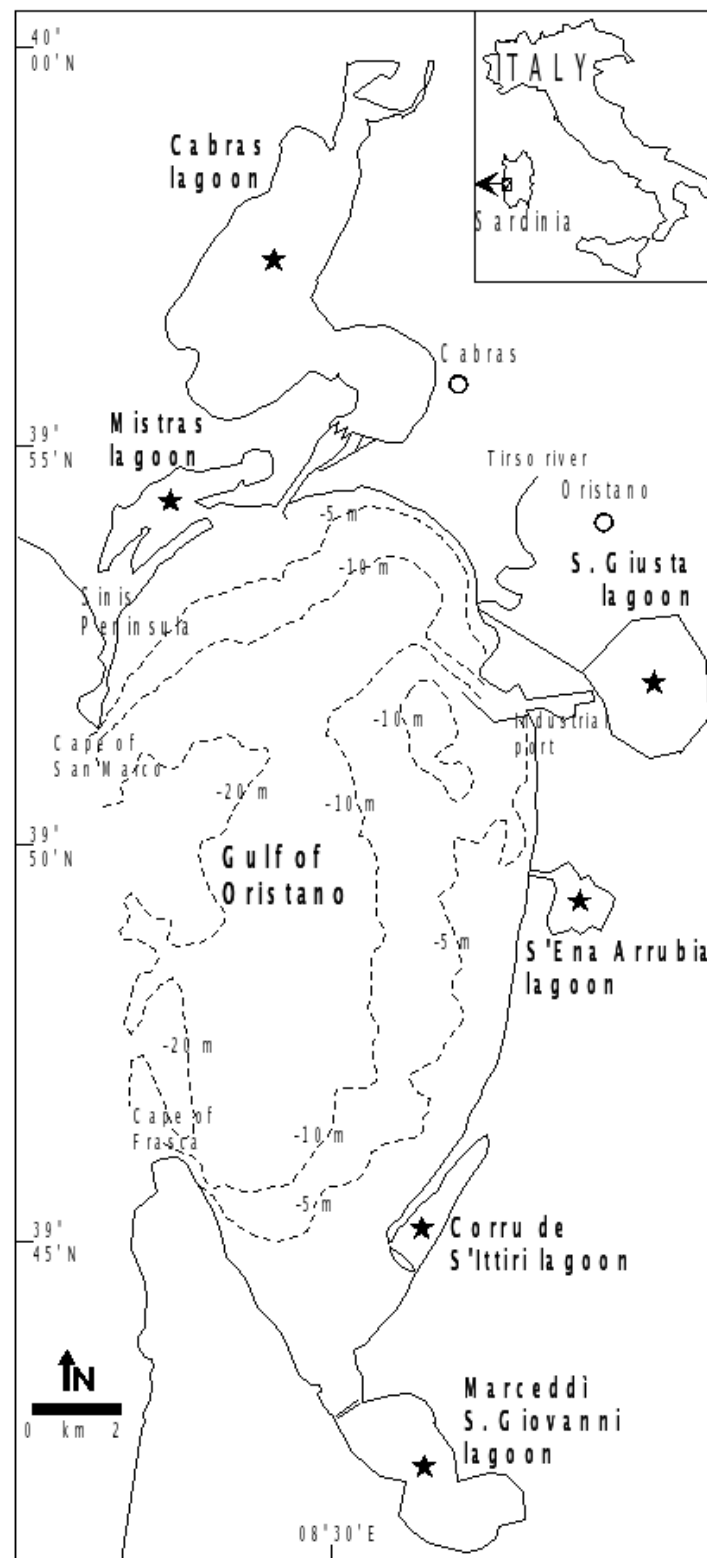 40°
00'N
ITALY
Sardinia
Cabras
lagoon
Cabras
Mistras
lagoon
39°
55'N
Tirso river
Oristano
-5 m
-10 m
S.Giusta
lagoon
Sinis
Peninsula
Cape of
San Marco
-10 m
Industrial
port
-20 m
-10 m
39°
50'N
Gulf of
Oristano
-5 m
S'Ena Arrubia
lagoon
-20 m
Cape of
Frasca
-10 m
-5 m
39°
45'N
Corru de
S'Ittiri lagoon
N
0 km 2
Marceddì
S.Giovanni
lagoon
08°30'E